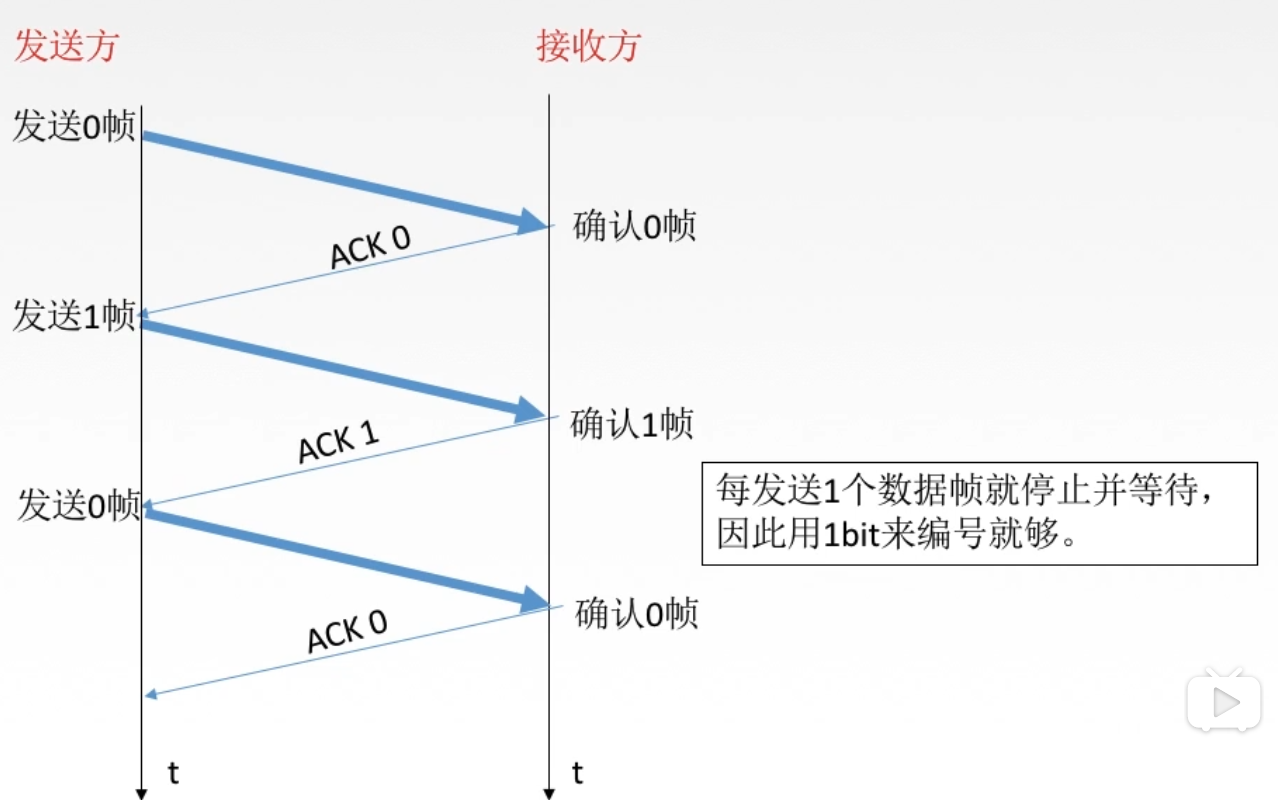 发送方
接收方
发送0帧
确认0帧
ACK 0
发送1帧
确认1帧
ACK 1
每发送1个数据帧就停止并等待，
因此用1bit来编号就够。
发送0帧
确认0帧
ACK 0
t
t